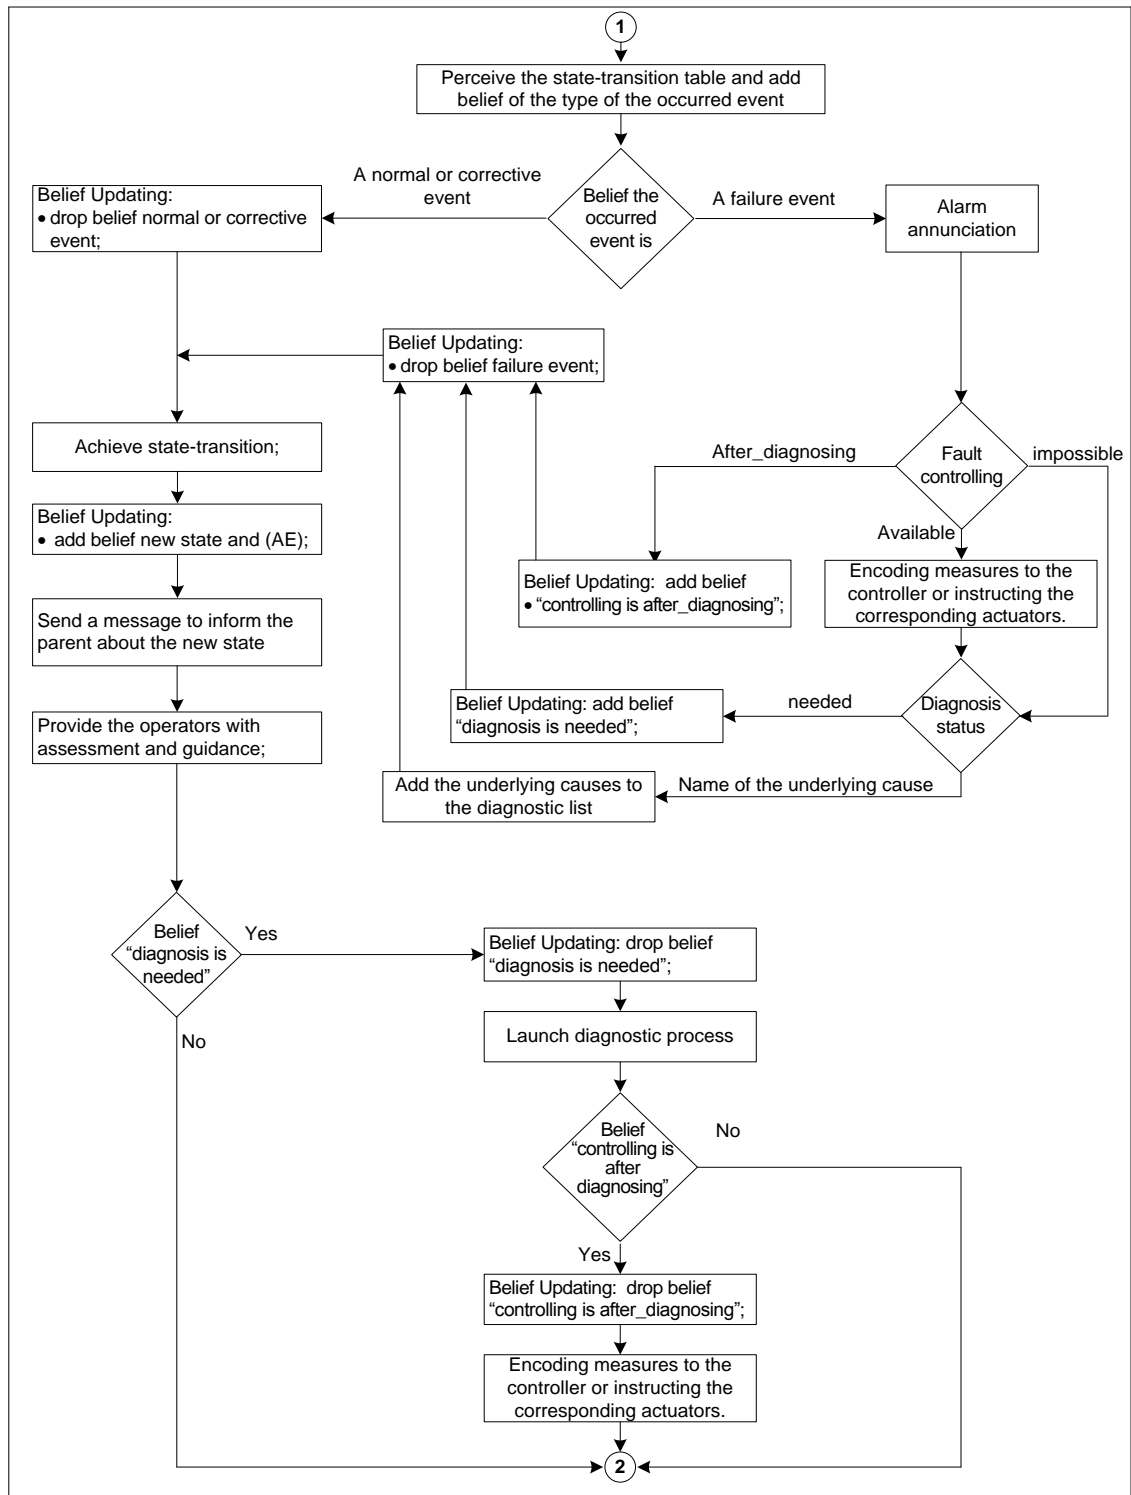 1
Perceive the state-transition table and add
belief of the type of the occurred event
A normal or corrective
event
Belief the
occurred
event is
A failure event
Belief Updating:
• drop belief normal or corrective
event;
Alarm
annunciation
Belief Updating:
• drop belief failure event;
Achieve state-transition;
After_diagnosing
Fault
controlling
impossible
Available
Belief Updating:
• add belief new state and (AE);
Belief Updating: add belief
• “controlling is after_diagnosing”;
Encoding measures to the
controller or instructing the
corresponding actuators.
Send a message to inform the
parent about the new state
Provide the operators with
assessment and guidance;
Belief Updating: add belief
“diagnosis is needed”;
needed
Diagnosis
status
Add the underlying causes to
the diagnostic list
Name of the underlying cause
Belief
“diagnosis is
needed”
Yes
No
Belief Updating: drop belief
“diagnosis is needed”;
Launch diagnostic process
Belief
“controlling is
after
diagnosing”
No
Yes
Belief Updating: drop belief
“controlling is after_diagnosing”;
Encoding measures to the
controller or instructing the
corresponding actuators.
2